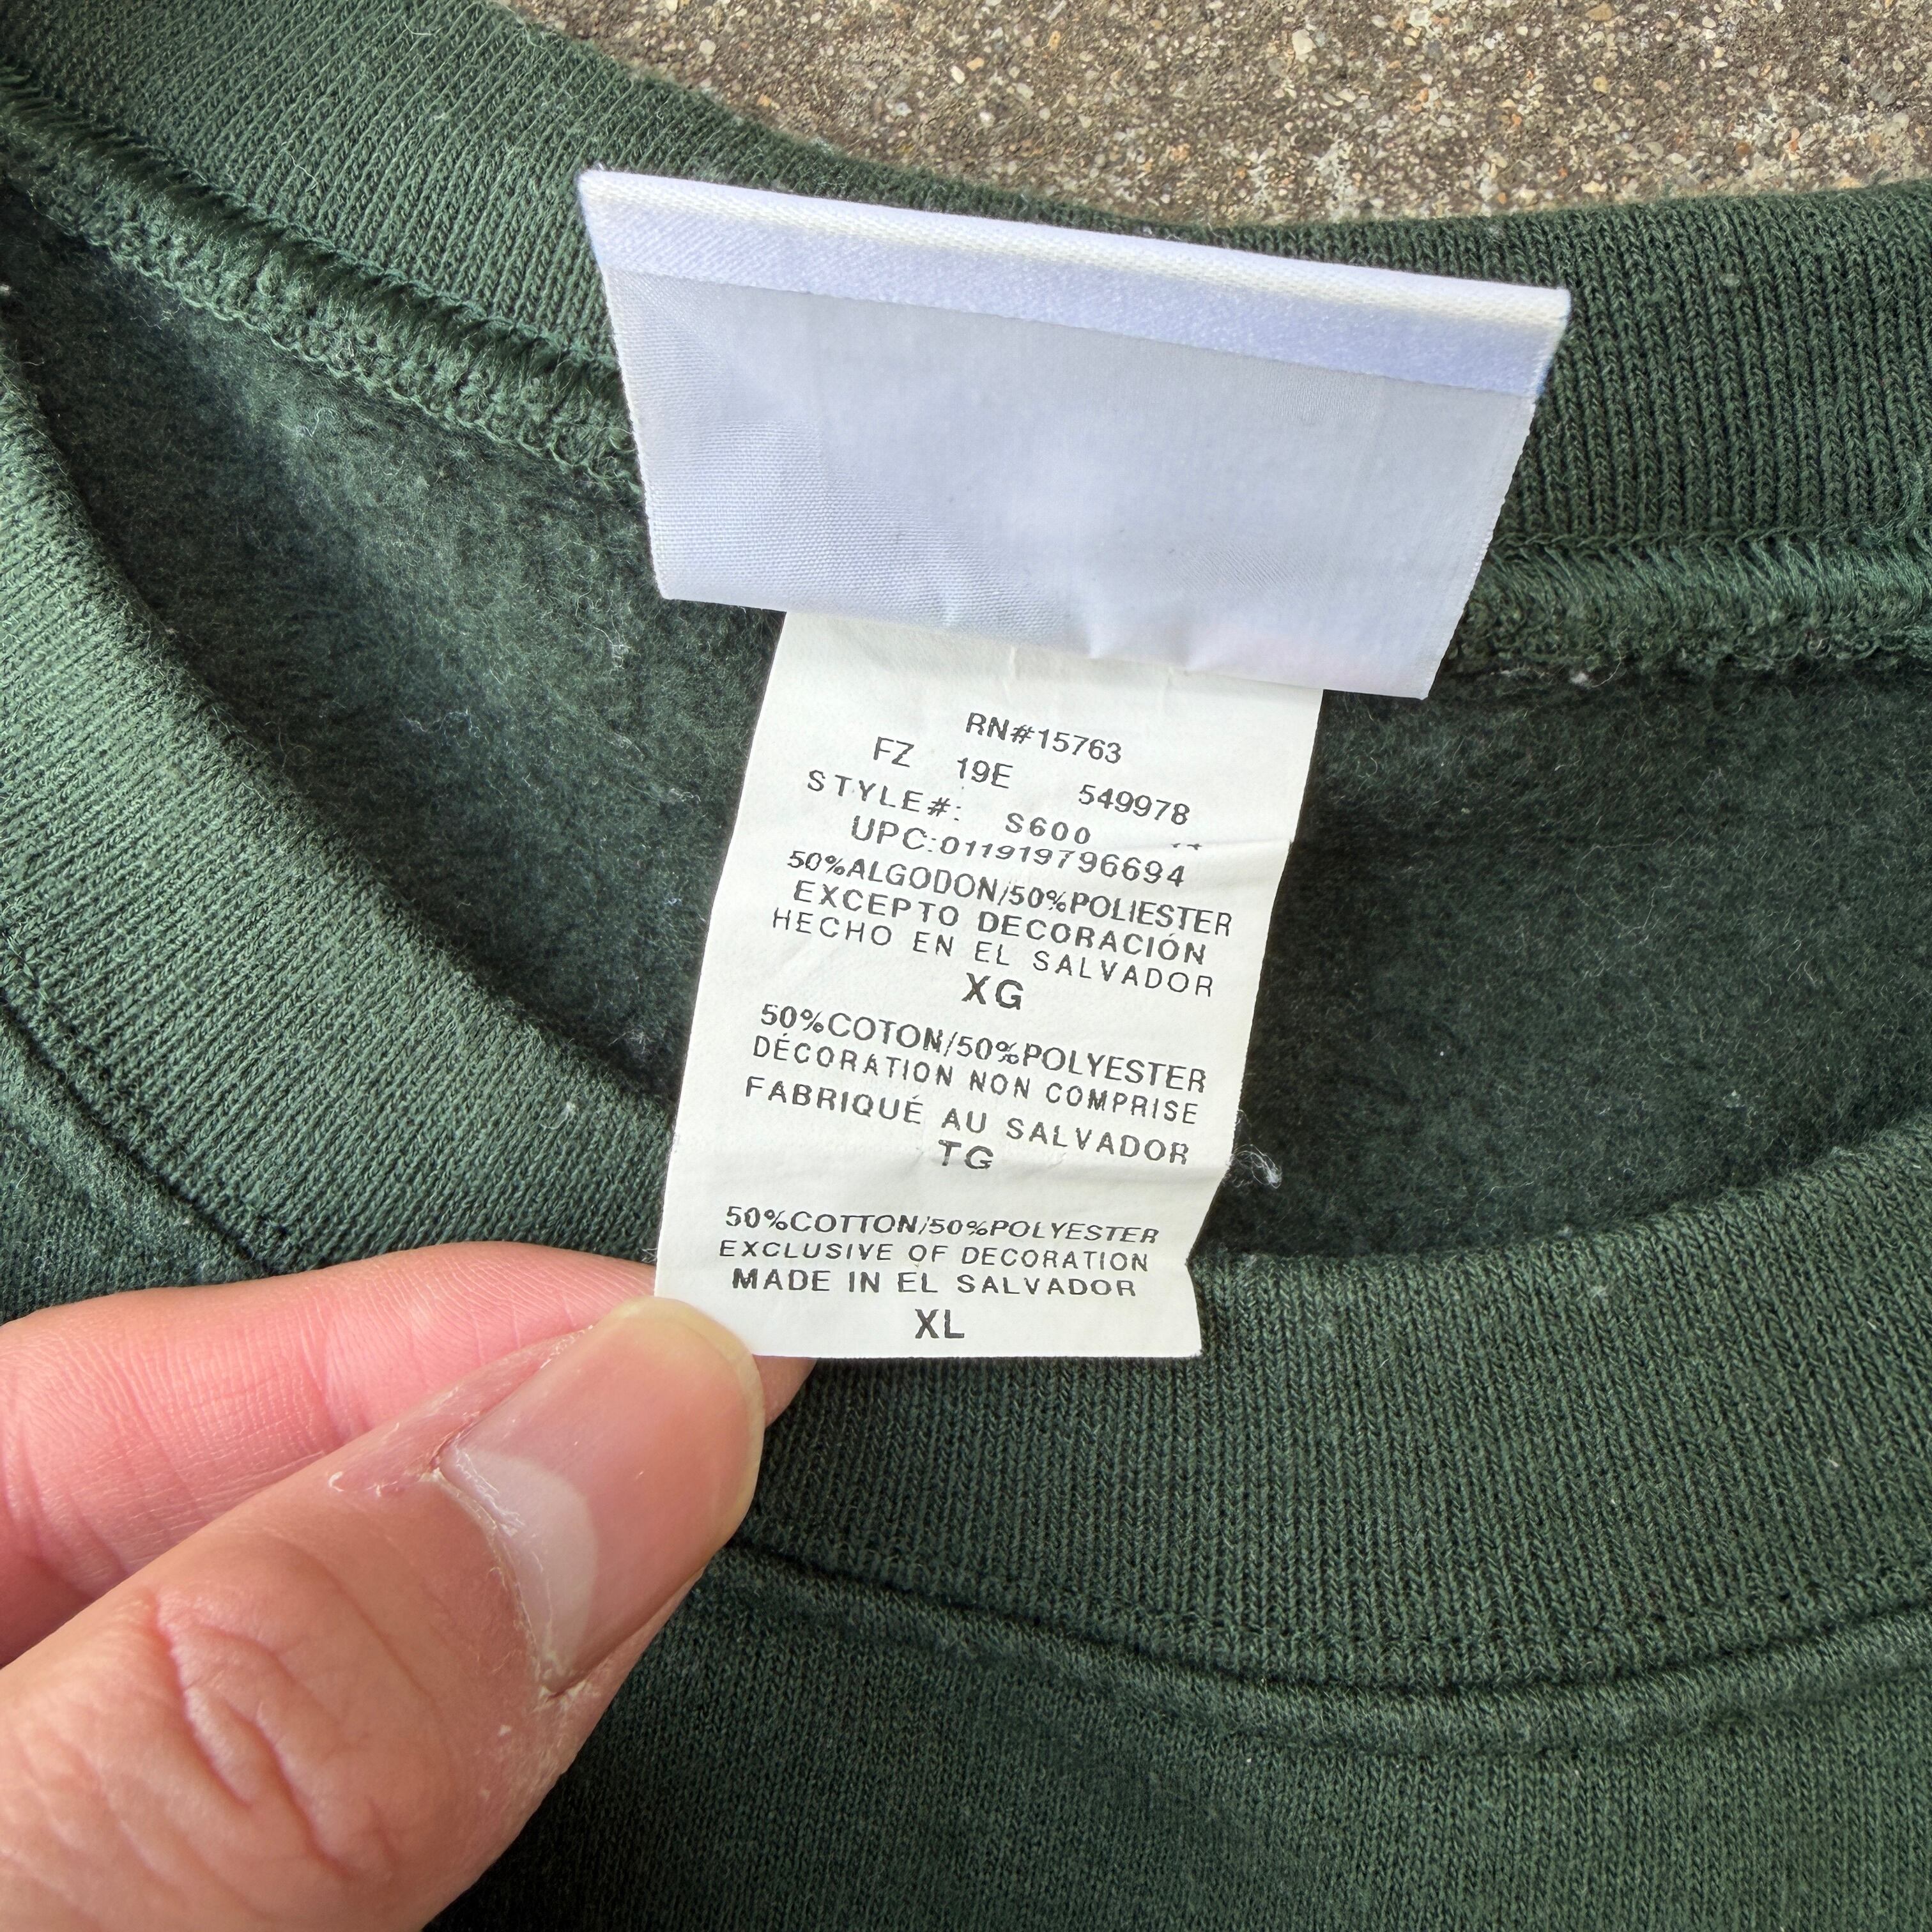 RN#15763
FZ 19E 549978
STYLE#: S600
UPC:011919796694
50%ALGODON/50%POLIESTER
EXCEPTO DECORACIÓN
HECHO EN EL SALVADOR
XG
50%COTON/50%POLYESTER
DÉCORATION NON COMPRISE
FABRIQUÉ AU SALVADOR
TG
50%COTTON/50%POLYESTER
EXCLUSIVE OF DECORATION
MADE IN EL SALVADOR
XL